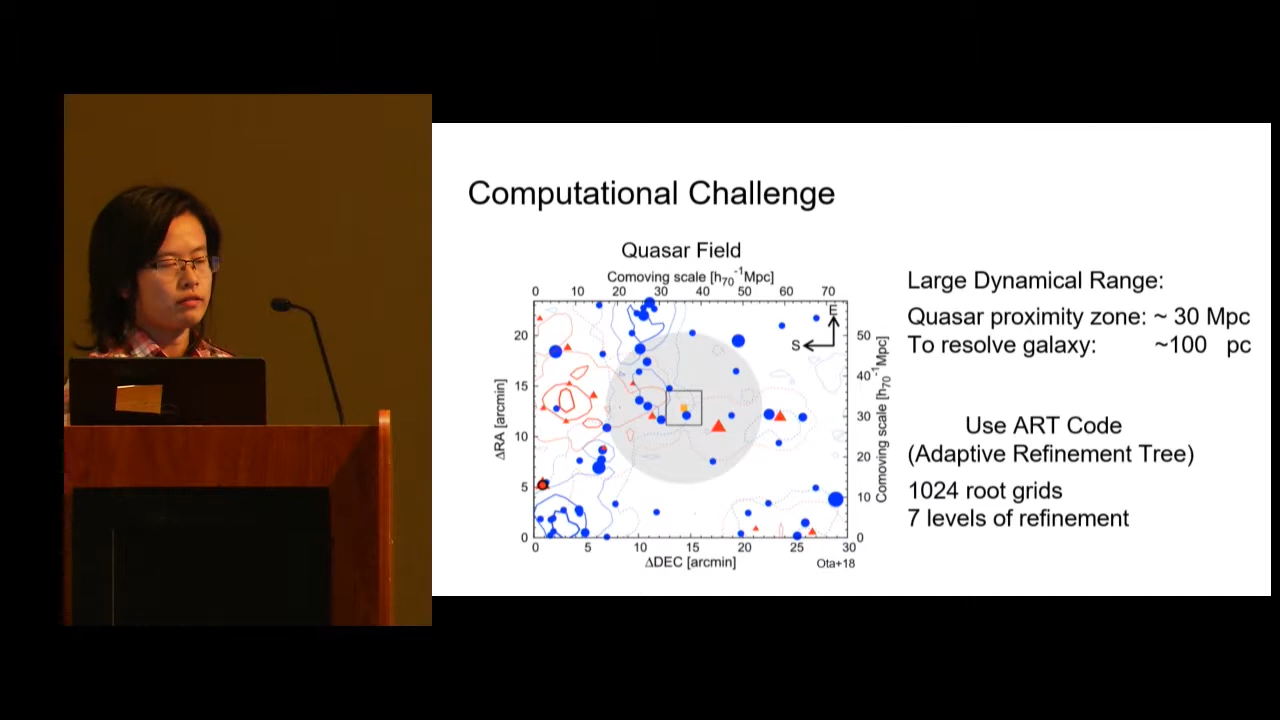 Computational Challenge
Quasar Field
Comoving scale [h₇₀⁻¹Mpc]
0 10 20 30 40 50 60 70
20
15
10
5
0
ΔRA [arcmin]
E
S
50
40
30
20
10
0
Comoving scale [h₇₀⁻¹Mpc]
0 5 10 15 20 25 30
ΔDEC [arcmin]
Ota+18
Large Dynamical Range:
Quasar proximity zone: ~ 30 Mpc
To resolve galaxy: ~100 pc
Use ART Code
(Adaptive Refinement Tree)
1024 root grids
7 levels of refinement